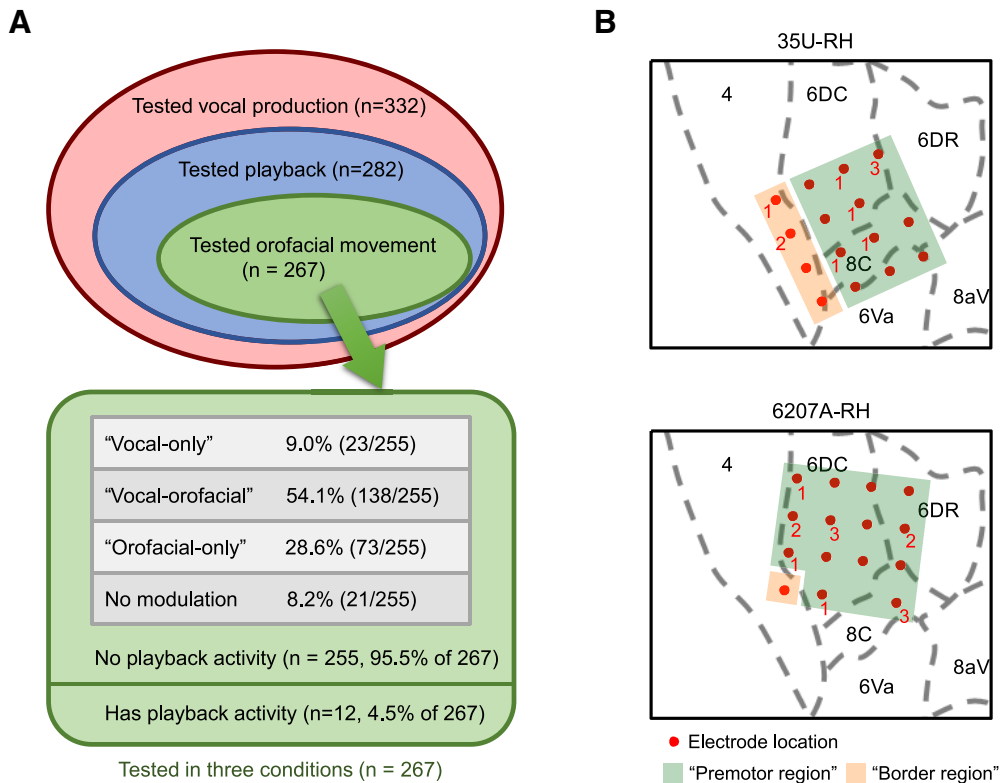 A
Tested vocal production (n=332)
Tested playback (n=282)
Tested orofacial movement
(n = 267)
“Vocal-only” 9.0% (23/255)
“Vocal-orofacial” 54.1% (138/255)
“Orofacial-only” 28.6% (73/255)
No modulation 8.2% (21/255)
No playback activity (n = 255, 95.5% of 267)
Has playback activity (n=12, 4.5% of 267)
Tested in three conditions (n = 267)
B
35U-RH
4 6DC
6DR
1 3
1 1
2 1
1 8C
6Va 8aV
6207A-RH
4 6DC
1 6DR
2 3 2
1
1 3
8C
6Va 8aV
Electrode location
“Premotor region” “Border region”